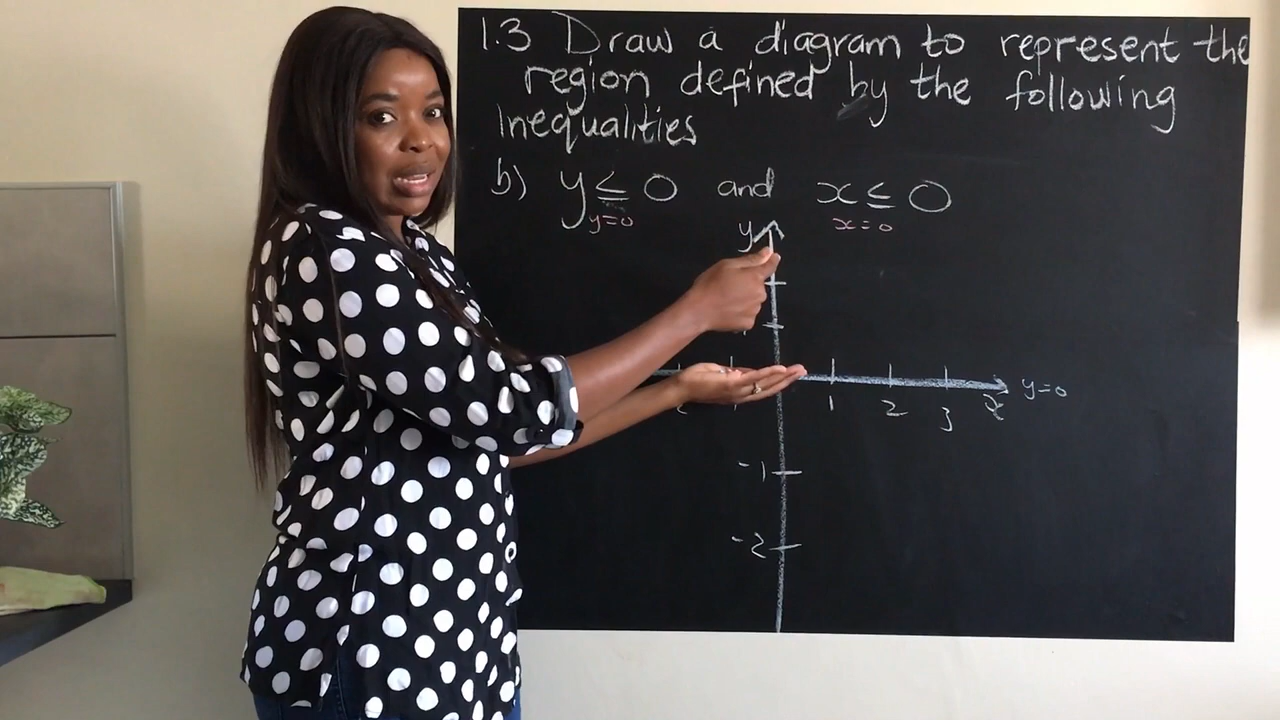 1.3 Draw a diagram to represent the
region defined by the following
Inequalities
b) y ≤ 0 and x ≤ 0
y=0 x=0
y
y=0
1 2 3 x
-1
-2